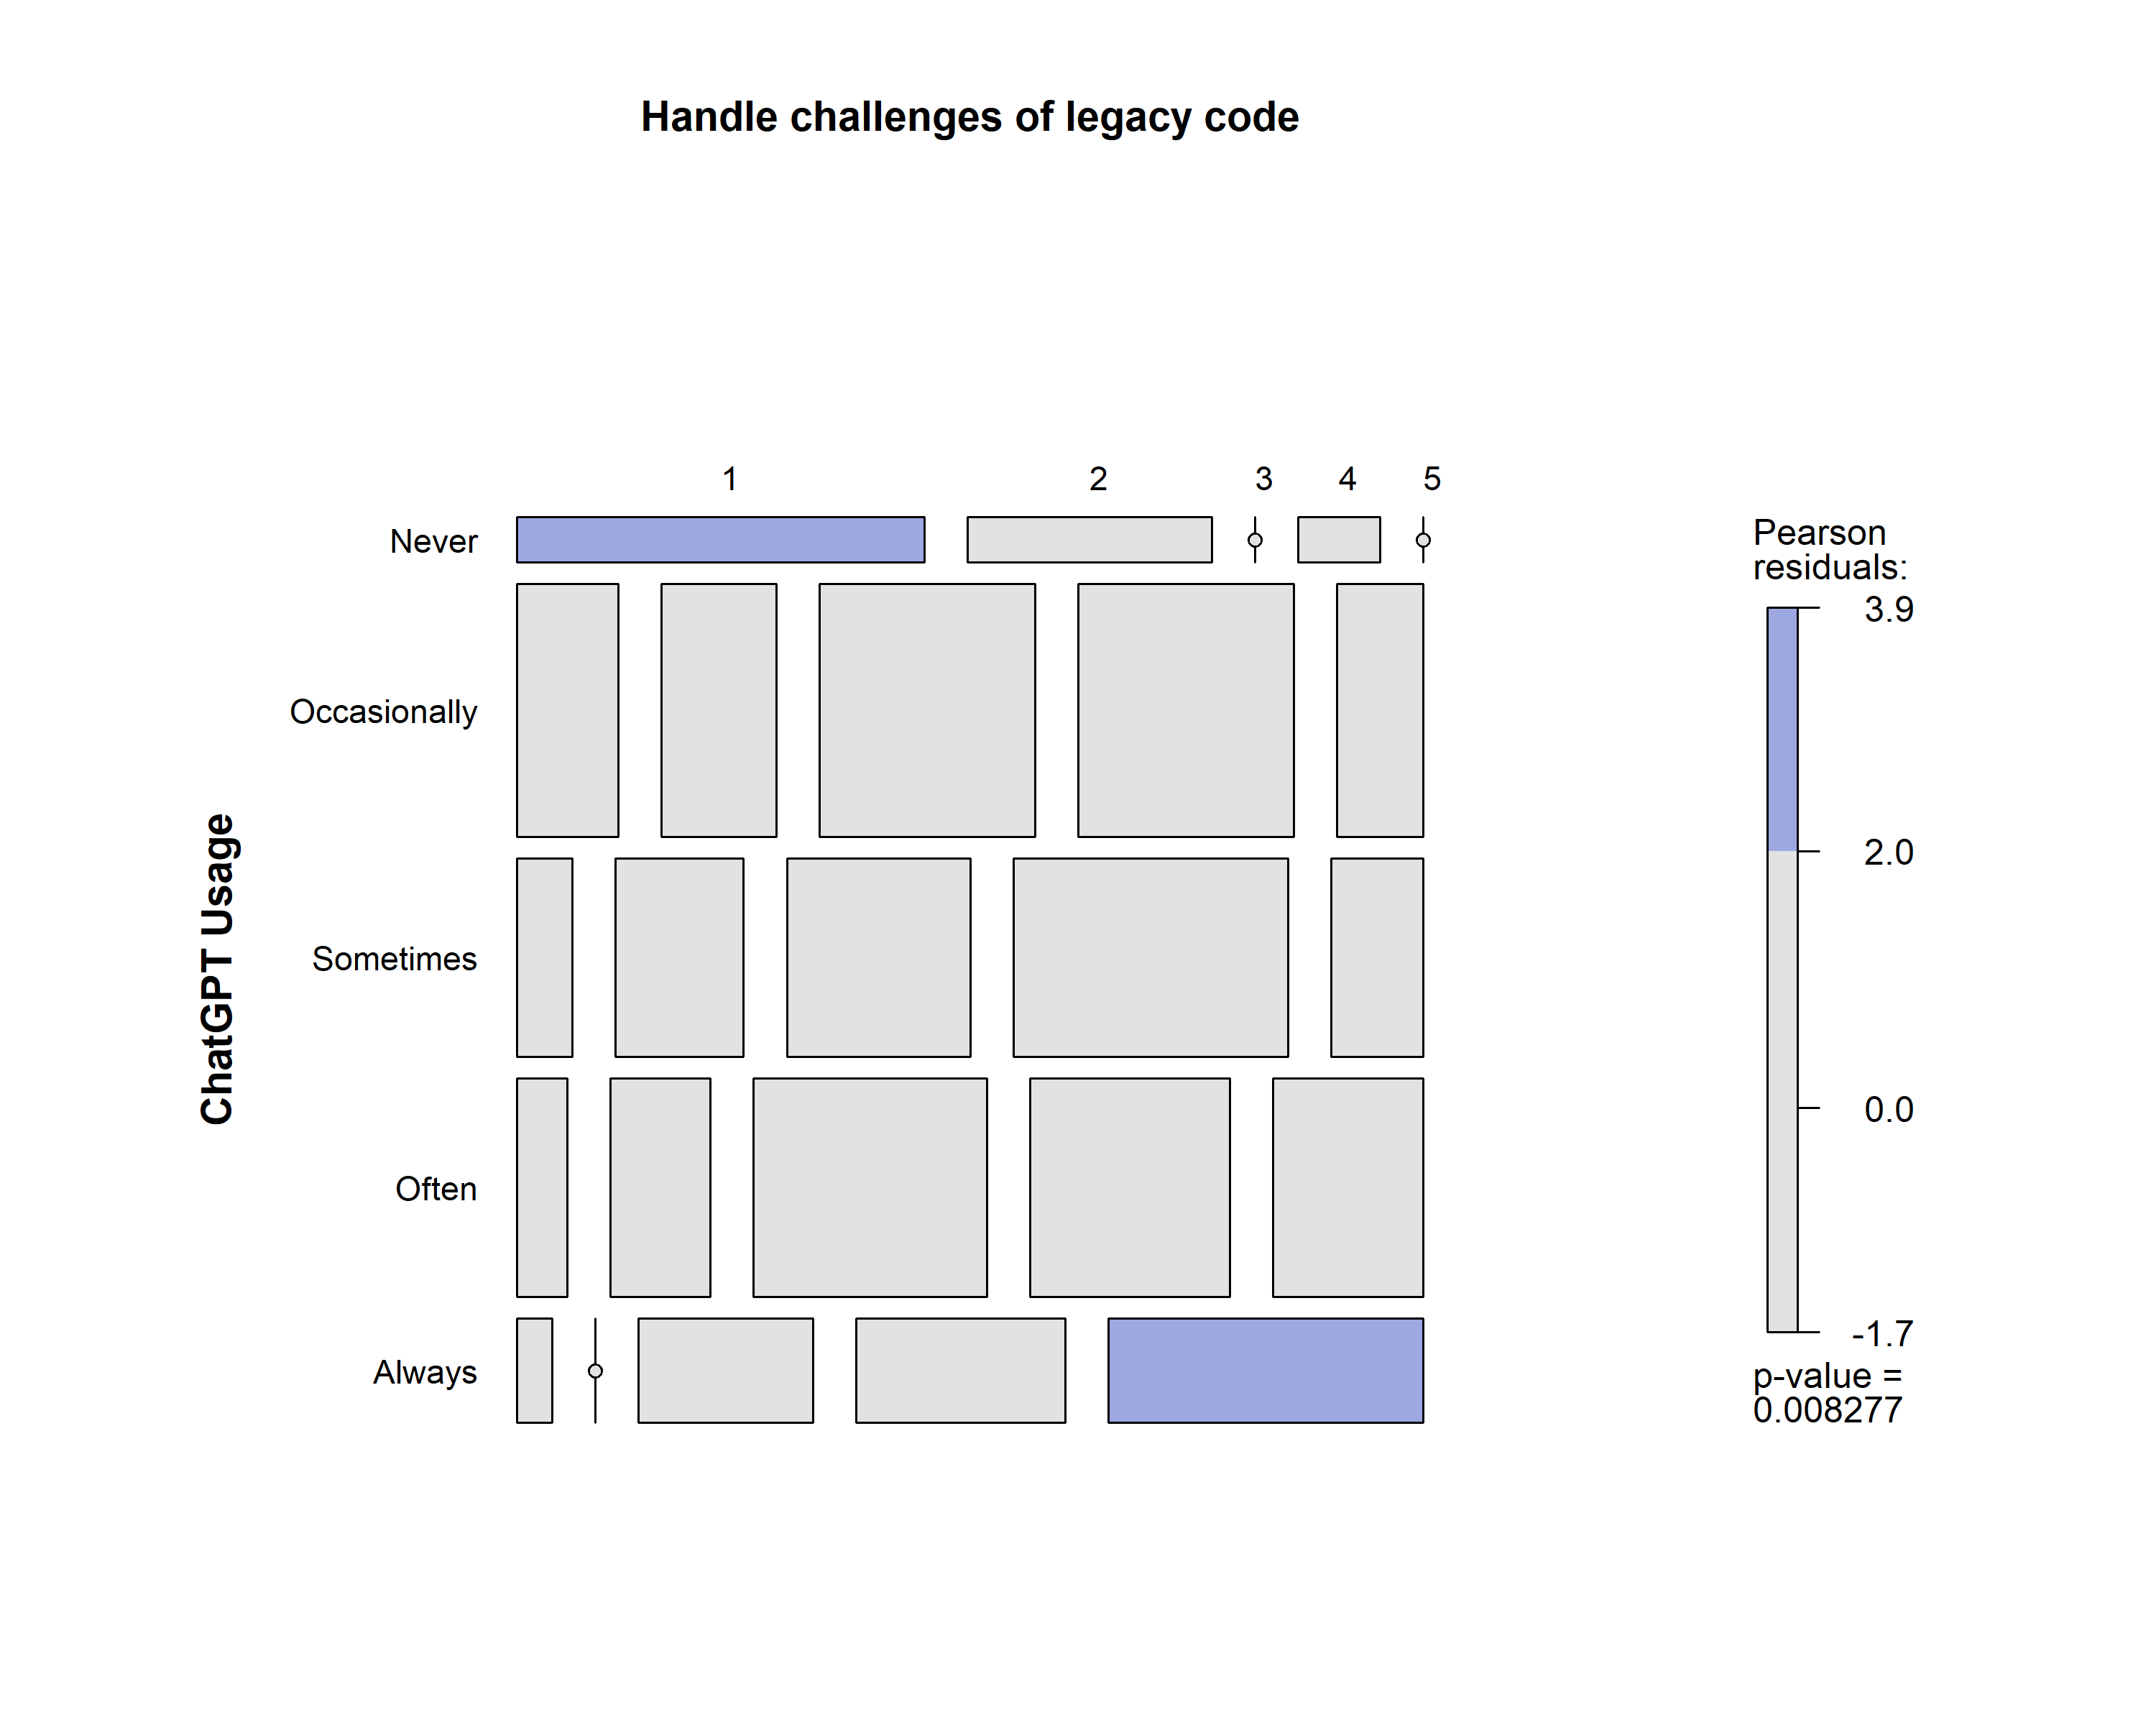 Handle challenges of legacy code
1 2 3 4 5
Never
Occasionally
Sometimes
Often
Always
ChatGPT Usage
Pearson
residuals:
3.9
2.0
0.0
-1.7
p-value =
0.008277